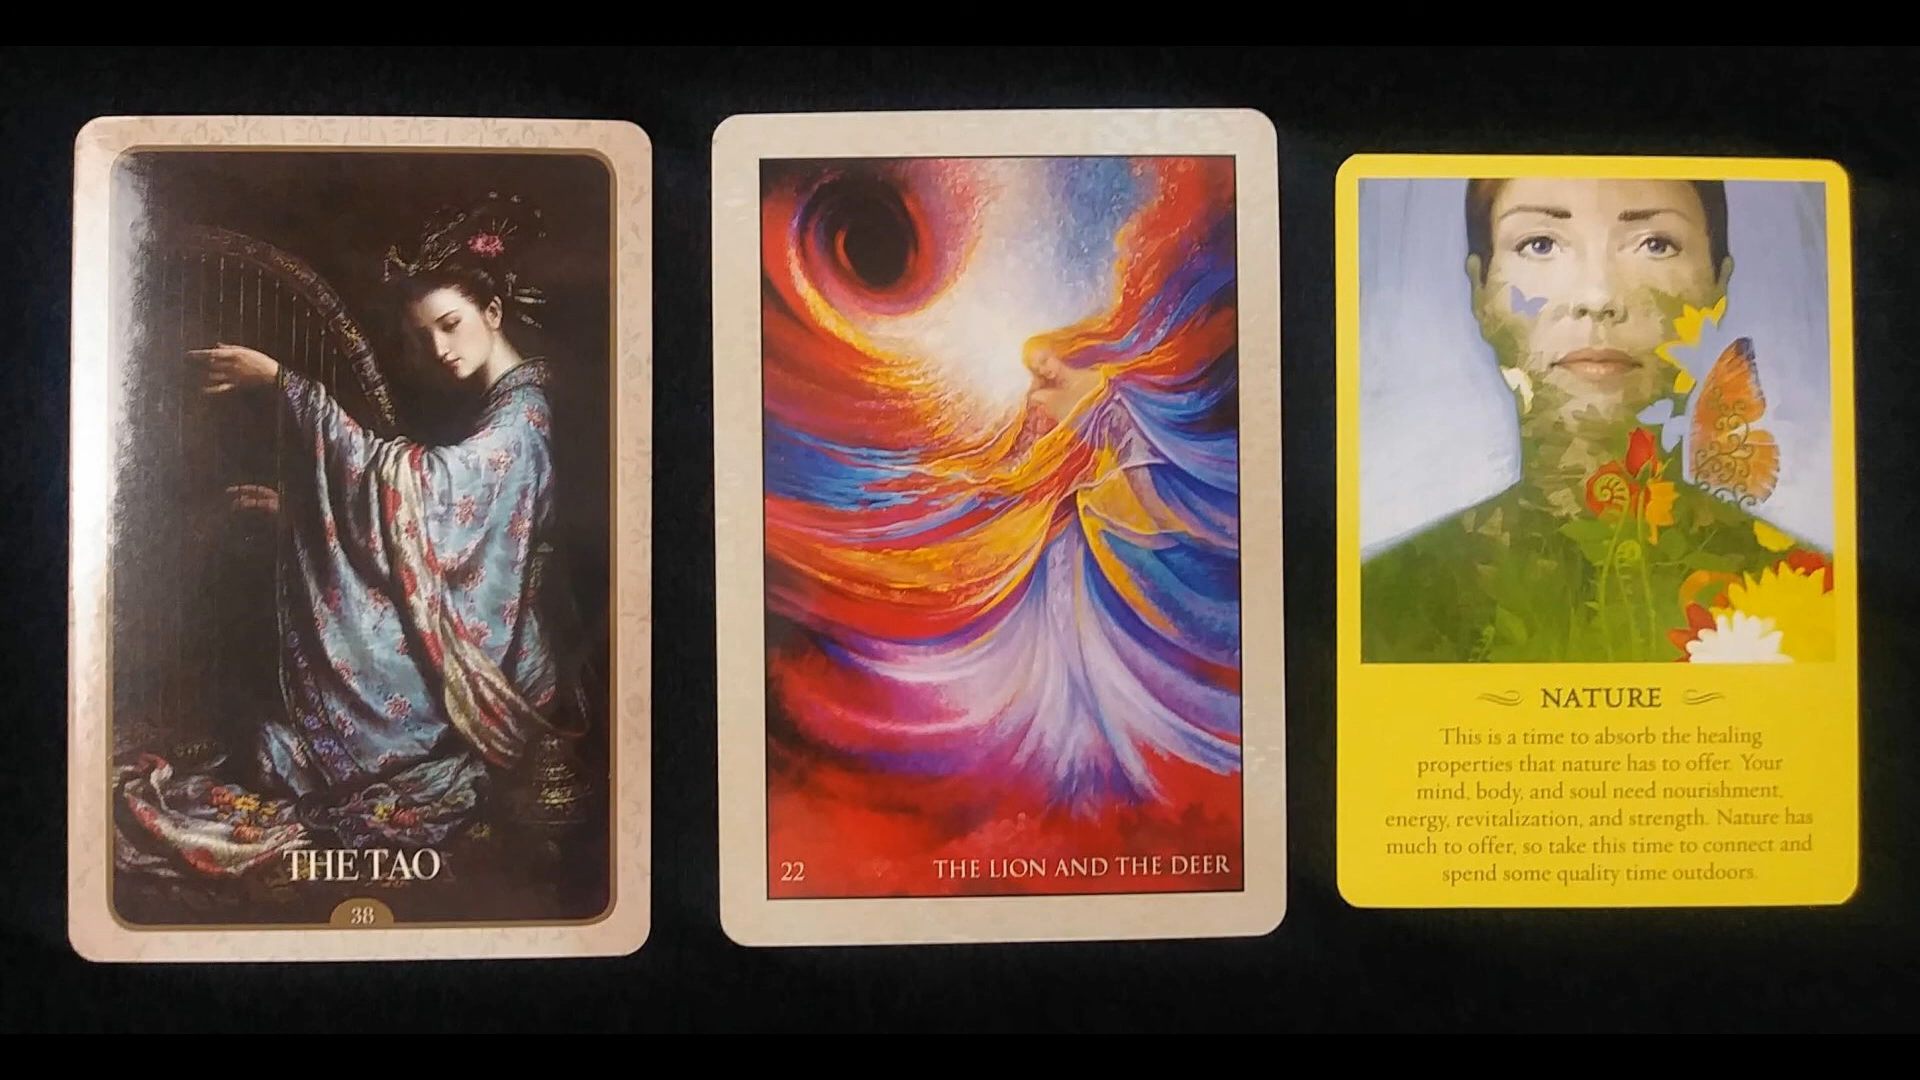 THE TAO
38
22
THE LION AND THE DEER
NATURE
This is a time to absorb the healing
properties that nature has to offer. Your
mind, body, and soul need nourishment,
energy, revitalization, and strength. Nature has
much to offer, so take this time to connect and
spend some quality time outdoors.